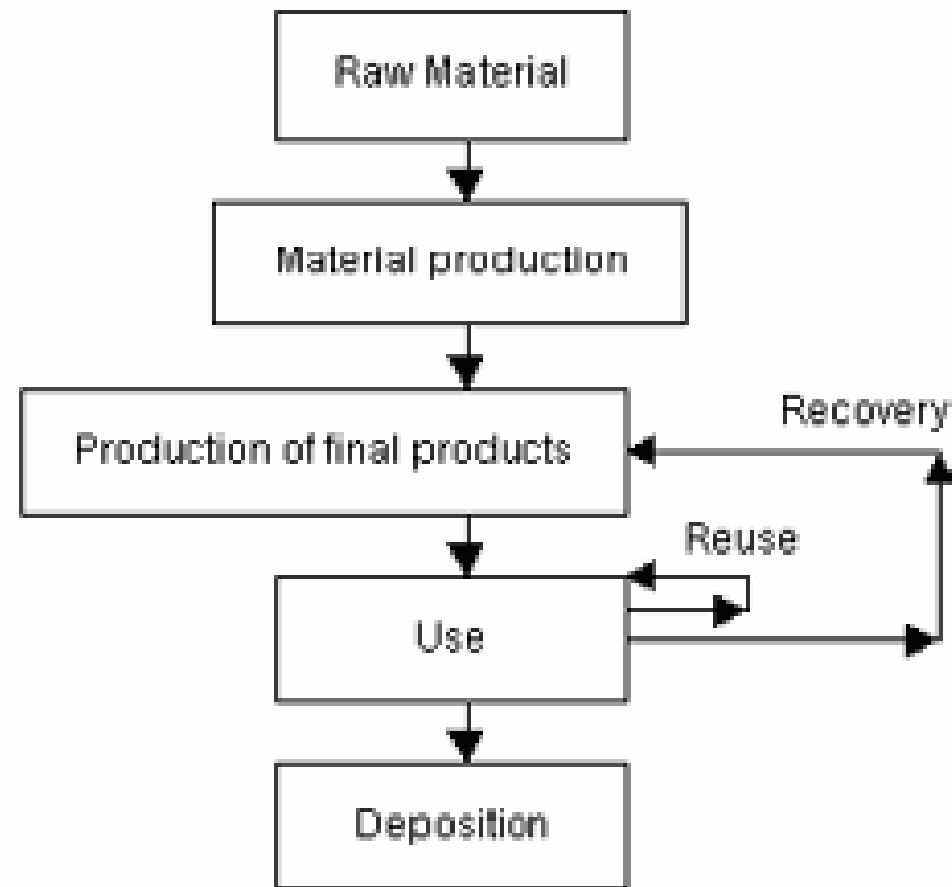 Raw Material
Material production
Recovery
Production of final products
Reuse
Use
Deposition